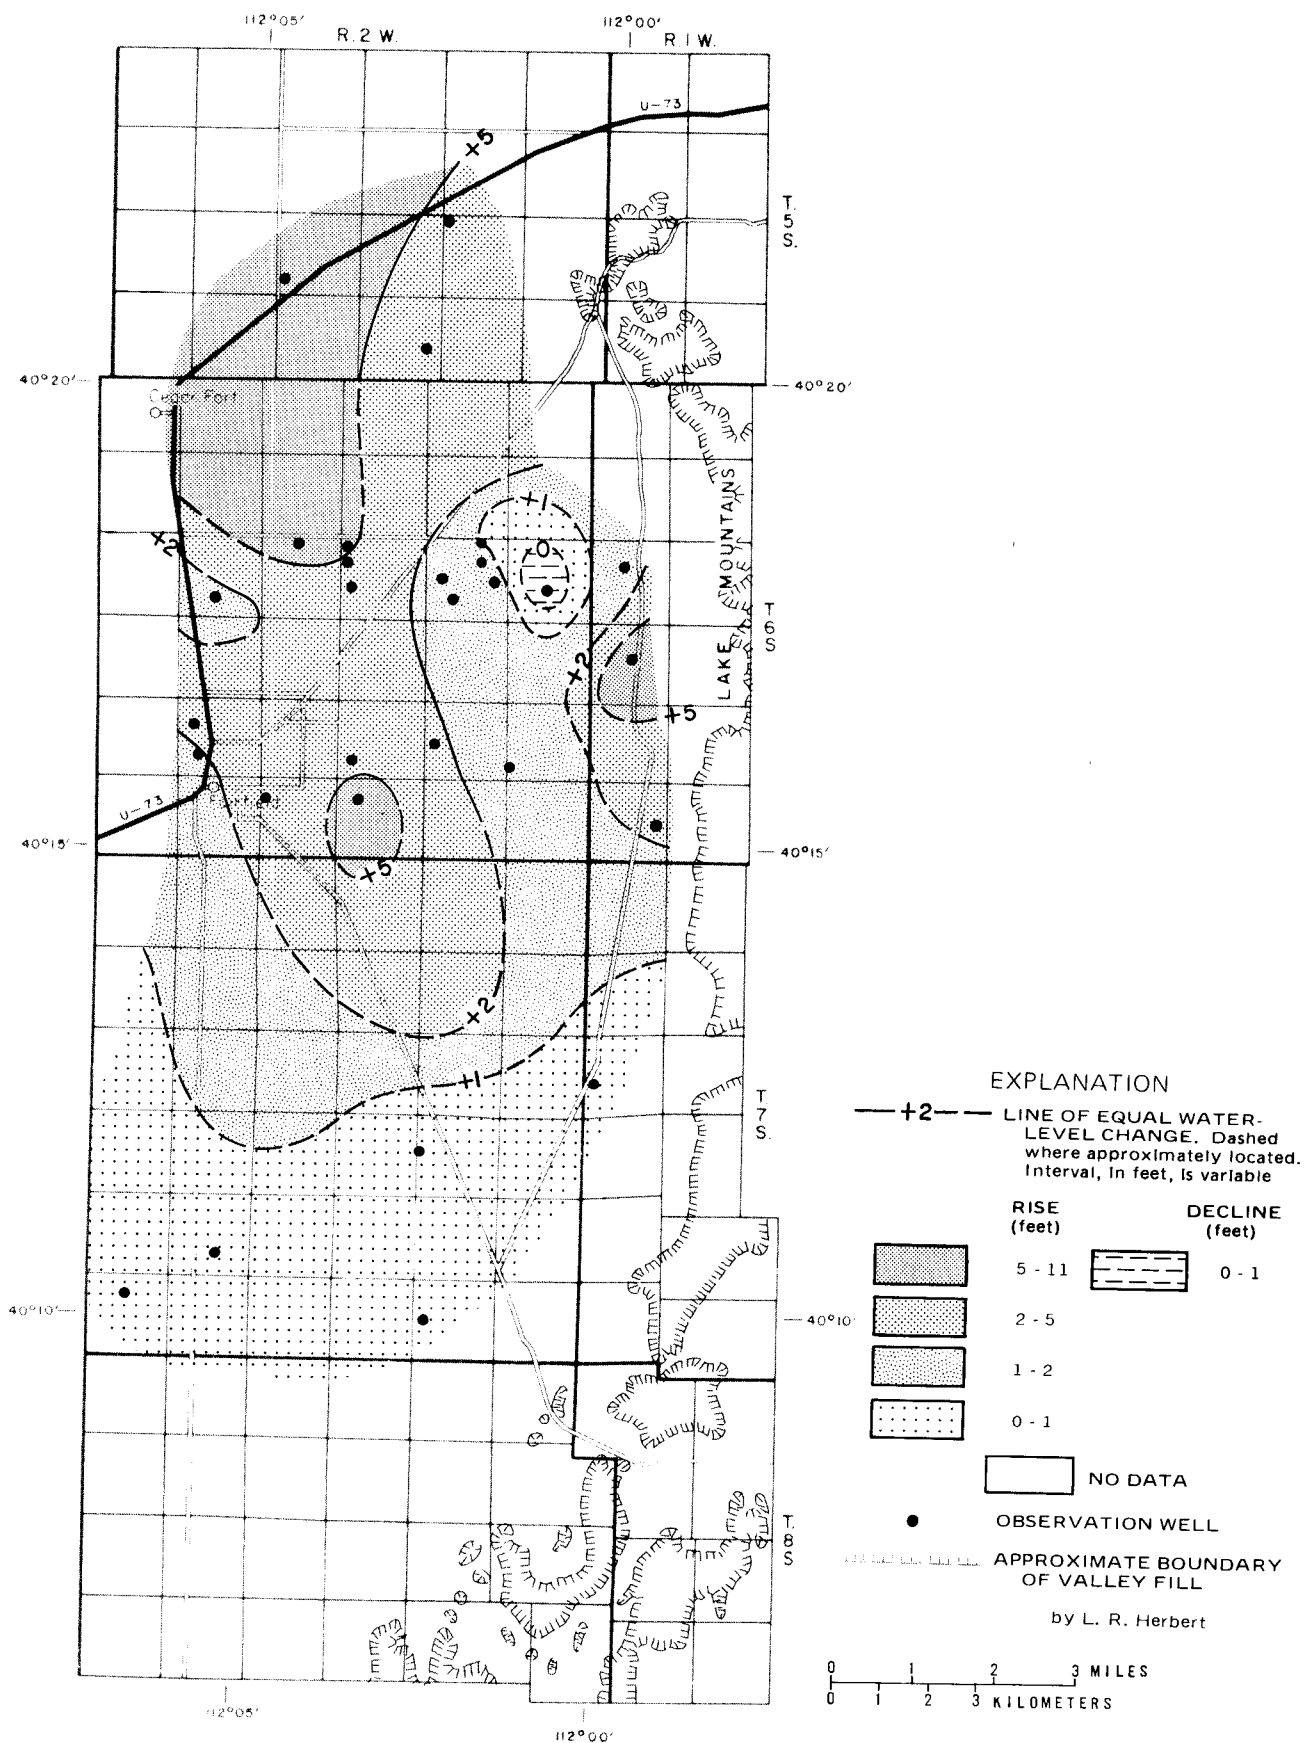 112°05'
112°00'
R. 2 W.
R. 1 W.
U-73
+5
T.
5
S.
40°20'
40°20'
Cedar Fort
+1
+2
0
LAKE MOUNTAINS
T
6
S
+2
+5
U-73
Fairfield
40°15'
40°15'
+5
+2
+1
T
7
S.
40°10'
40°10'
T.
8
S
112°05'
112°00'
EXPLANATION
+2
LINE OF EQUAL WATER-
LEVEL CHANGE. Dashed
where approximately located.
Interval, in feet, is variable
RISE
(feet)
DECLINE
(feet)
5 - 11
0 - 1
2 - 5
1 - 2
0 - 1
NO DATA
OBSERVATION WELL
APPROXIMATE BOUNDARY
OF VALLEY FILL
by L. R. Herbert
0 1 2 3 MILES
0 1 2 3 KILOMETERS